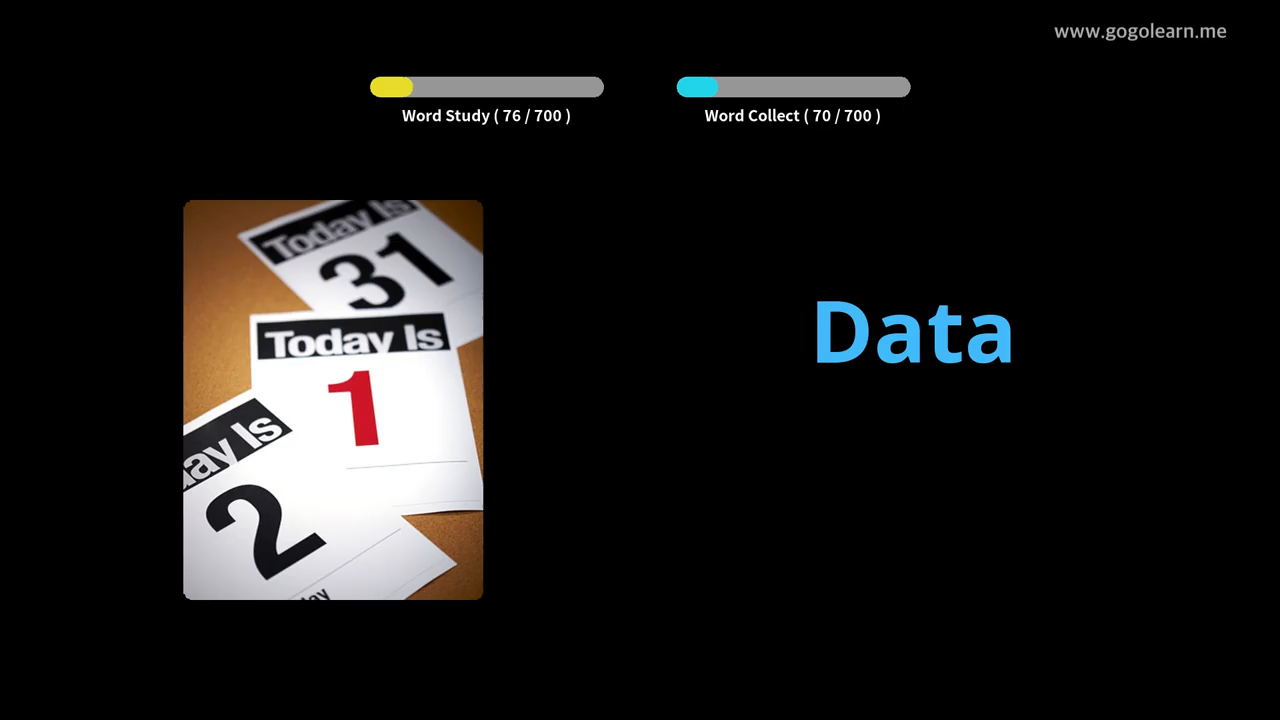 www.gogolearn.me
Word Study ( 76 / 700 )
Word Collect ( 70 / 700 )
Today Is
31
Today Is
1
ay Is
2
Data